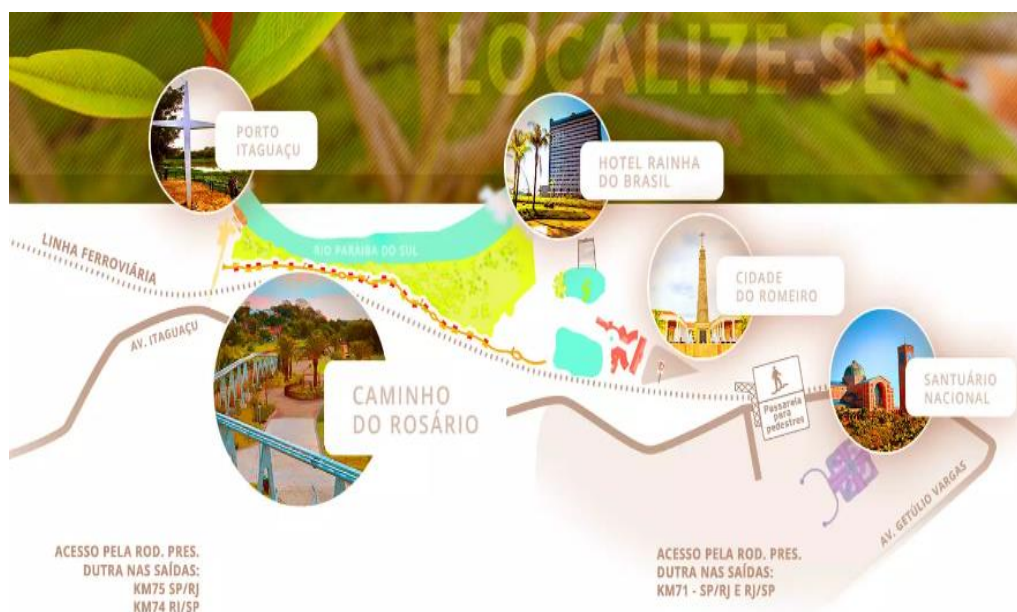 LOCALIZE-SE
PORTO
ITAGUAÇU
HOTEL RAINHA
DO BRASIL
LINHA FERROVIÁRIA
RIO PARAIBA DO SUL
CIDADE
DO ROMEIRO
AV. ITAGUAÇU
CAMINHO
DO ROSÁRIO
Passarela
para
pedestres
SANTUÁRIO
NACIONAL
AV. GETÚLIO VARGAS
ACESSO PELA ROD. PRES.
DUTRA NAS SAÍDAS:
KM75 SP/RJ
KM74 RJ/SP
ACESSO PELA ROD. PRES.
DUTRA NAS SAÍDAS:
KM71 - SP/RJ E RJ/SP